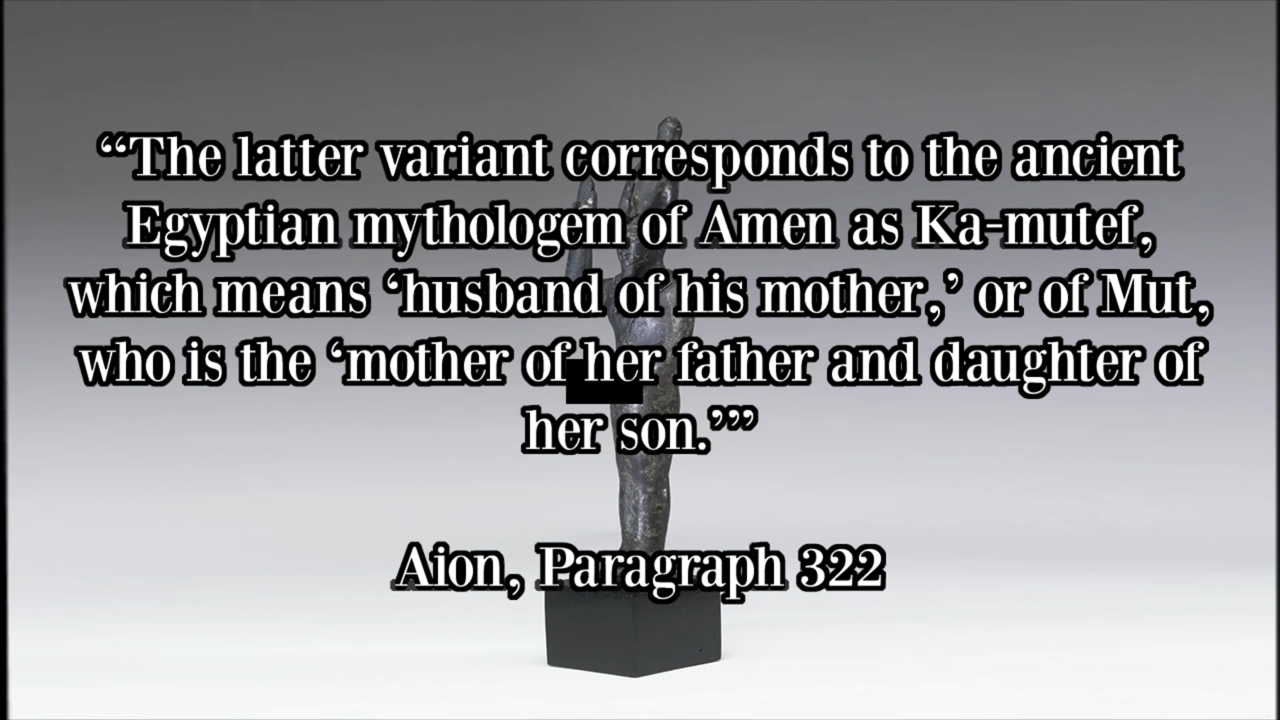 “The latter variant corresponds to the ancient
Egyptian mythologem of Amen as Ka-mutef,
which means ‘husband of his mother,’ or of Mut,
who is the ‘mother of her father and daughter of
her son.’”
Aion, Paragraph 322